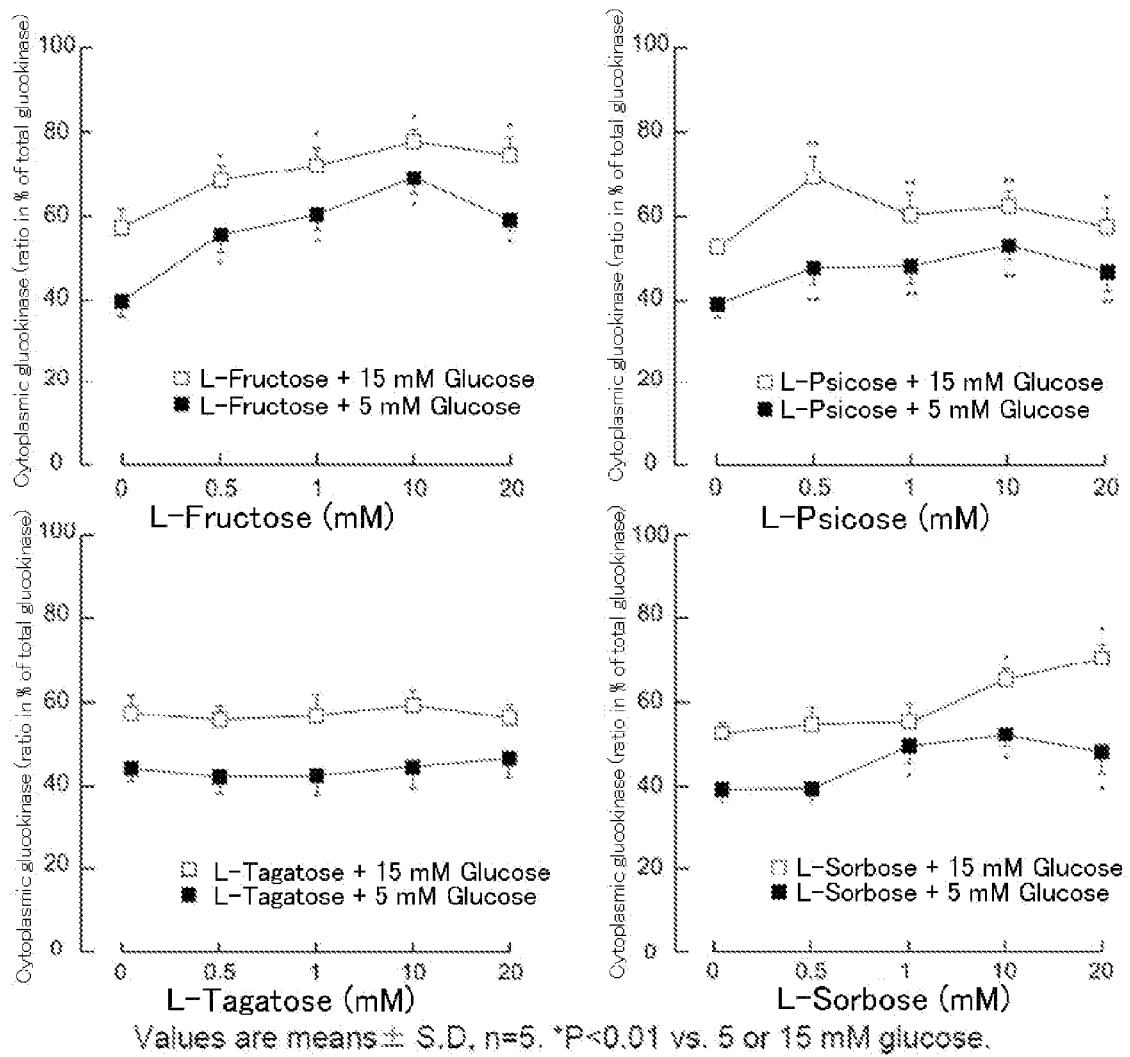 Cytoplasmic glucokinase (ratio in % of total glucokinase)
100
80
60
40
20
0
L-Fructose + 15 mM Glucose
L-Fructose + 5 mM Glucose
0 0.5 1 10 20
L-Fructose (mM)
Cytoplasmic glucokinase (ratio in % of total glucokinase)
100
80
60
40
20
0
L-Psicose + 15 mM Glucose
L-Psicose + 5 mM Glucose
0 0.5 1 10 20
L-Psicose (mM)
Cytoplasmic glucokinase (ratio in % of total glucokinase)
100
80
60
40
20
0
L-Tagatose + 15 mM Glucose
L-Tagatose + 5 mM Glucose
0 0.5 1 10 20
L-Tagatose (mM)
Cytoplasmic glucokinase (ratio in % of total glucokinase)
100
80
60
40
20
0
L-Sorbose + 15 mM Glucose
L-Sorbose + 5 mM Glucose
0 0.5 1 10 20
L-Sorbose (mM)
Values are means± S.D, n=5. *P<0.01 vs. 5 or 15 mM glucose.